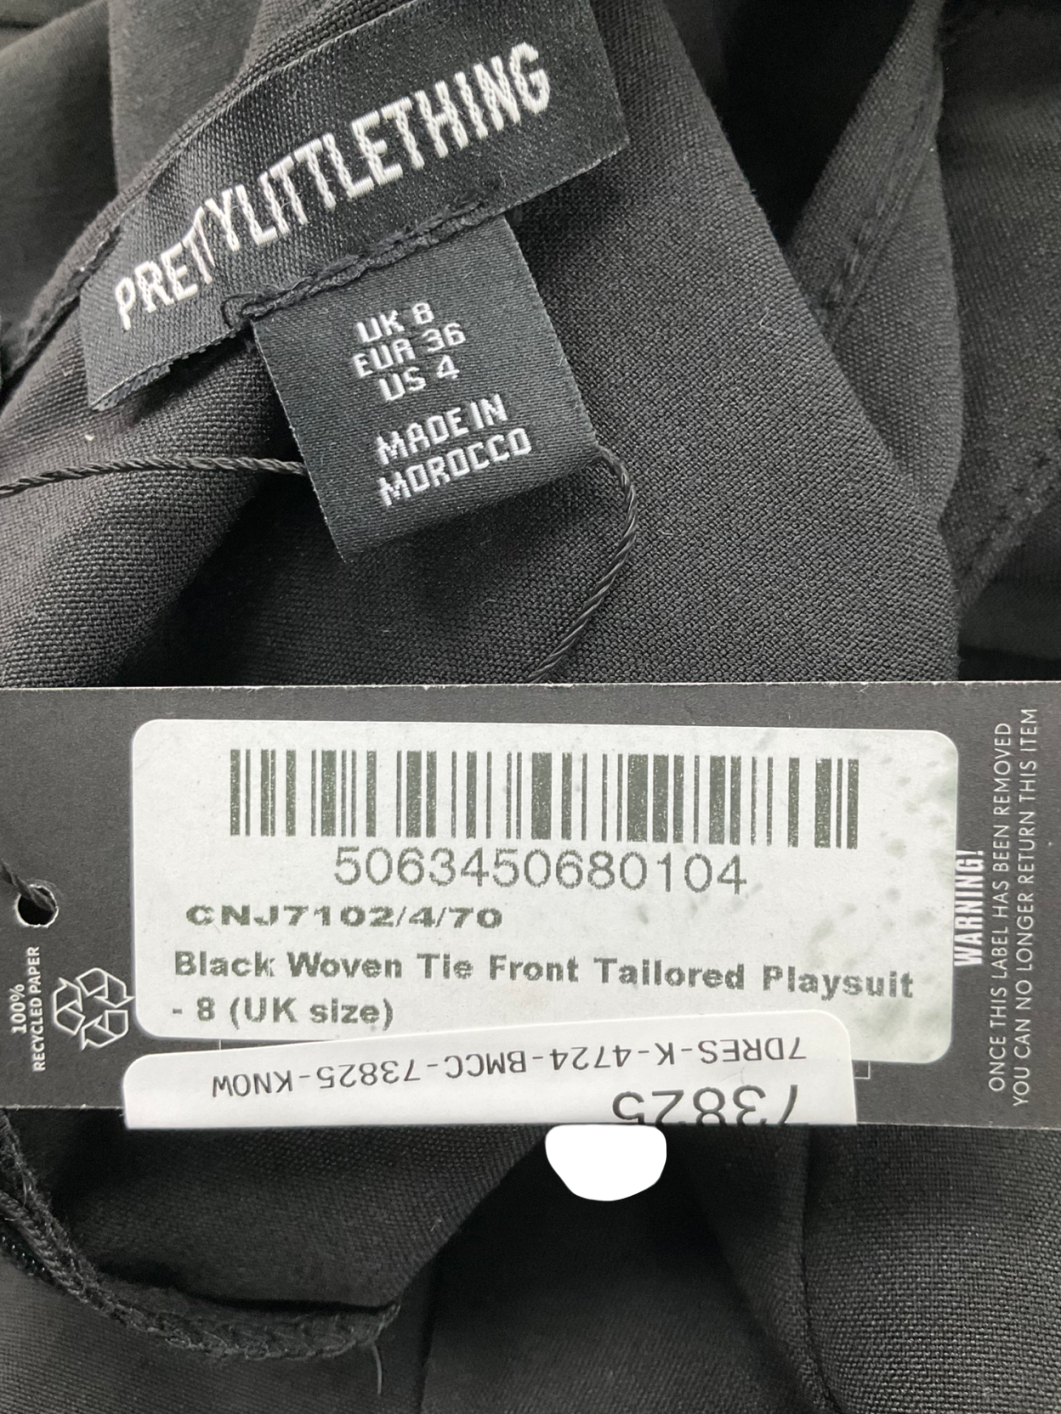 PRETTYLITTLETHING
UK 8
EUR 36
US 4
MADE IN
MOROCCO
5063450680104
CNJ7102/4/70
Black Woven Tie Front Tailored Playsuit
- 8 (UK size)
100%
RECYCLED PAPER
WARNING!
ONCE THIS LABEL HAS BEEN REMOVED
YOU CAN NO LONGER RETURN THIS ITEM
73825
7DRES-K-4724-BMCC-73825-KNOW